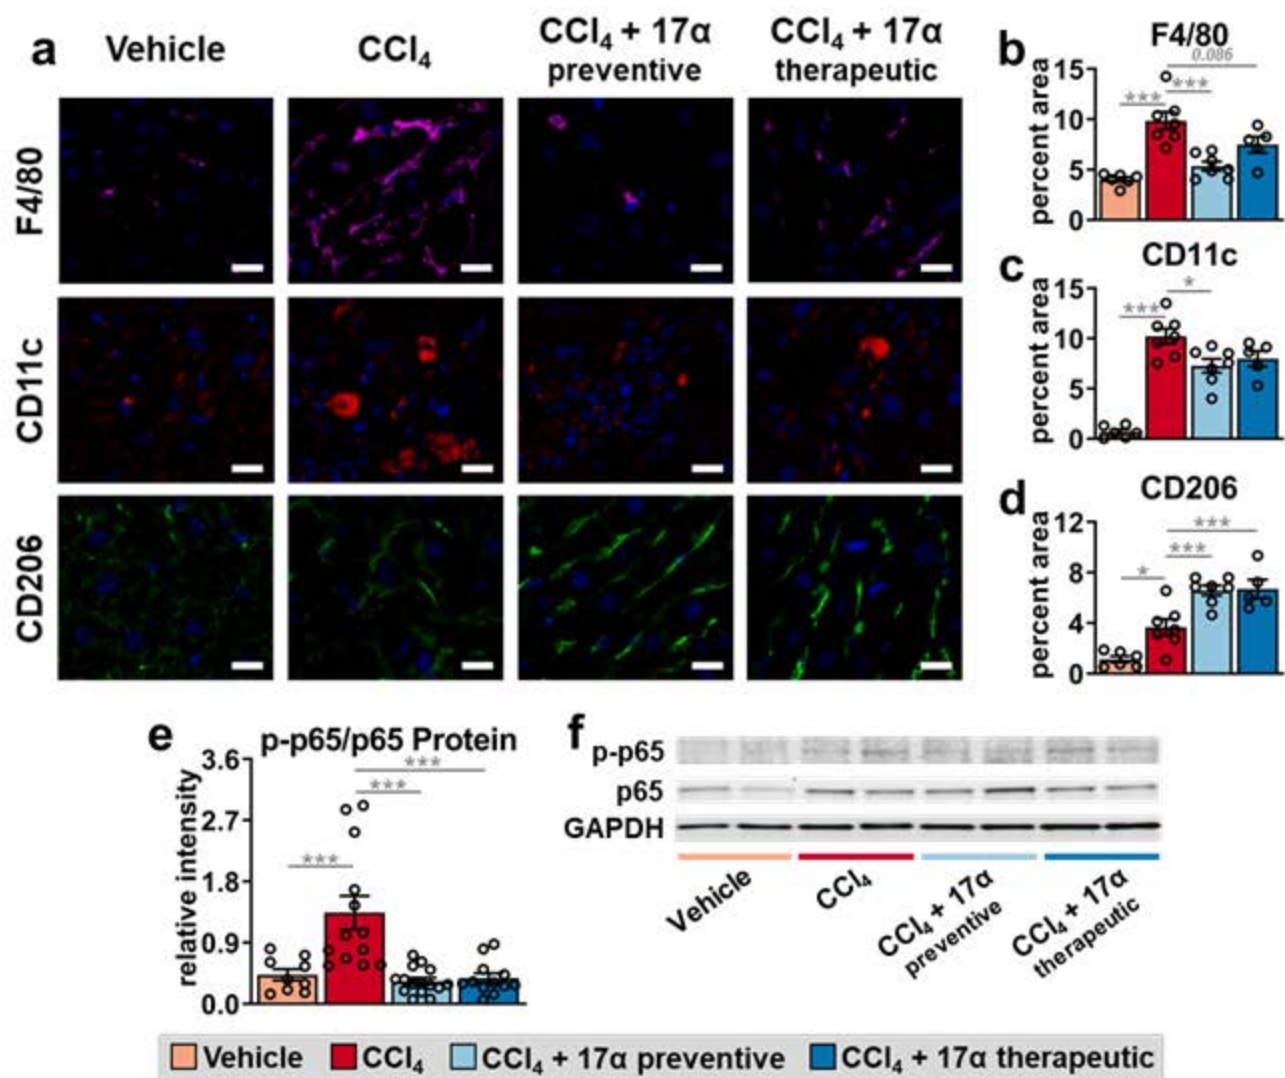 a
Vehicle
CCl₄
CCl₄ + 17α
preventive
CCl₄ + 17α
therapeutic
F4/80
CD11c
CD206
b
F4/80
percent area
15
10
5
0
***
***
0.086
c
CD11c
percent area
15
10
5
0
***
*
d
CD206
percent area
12
8
4
0
*
***
***
e
p-p65/p65 Protein
relative intensity
3.6
2.7
1.8
0.9
0.0
***
***
***
f
p-p65
p65
GAPDH
Vehicle
CCl₄
CCl₄ + 17α
preventive
CCl₄ + 17α
therapeutic
Vehicle CCl₄ CCl₄ + 17α preventive CCl₄ + 17α therapeutic